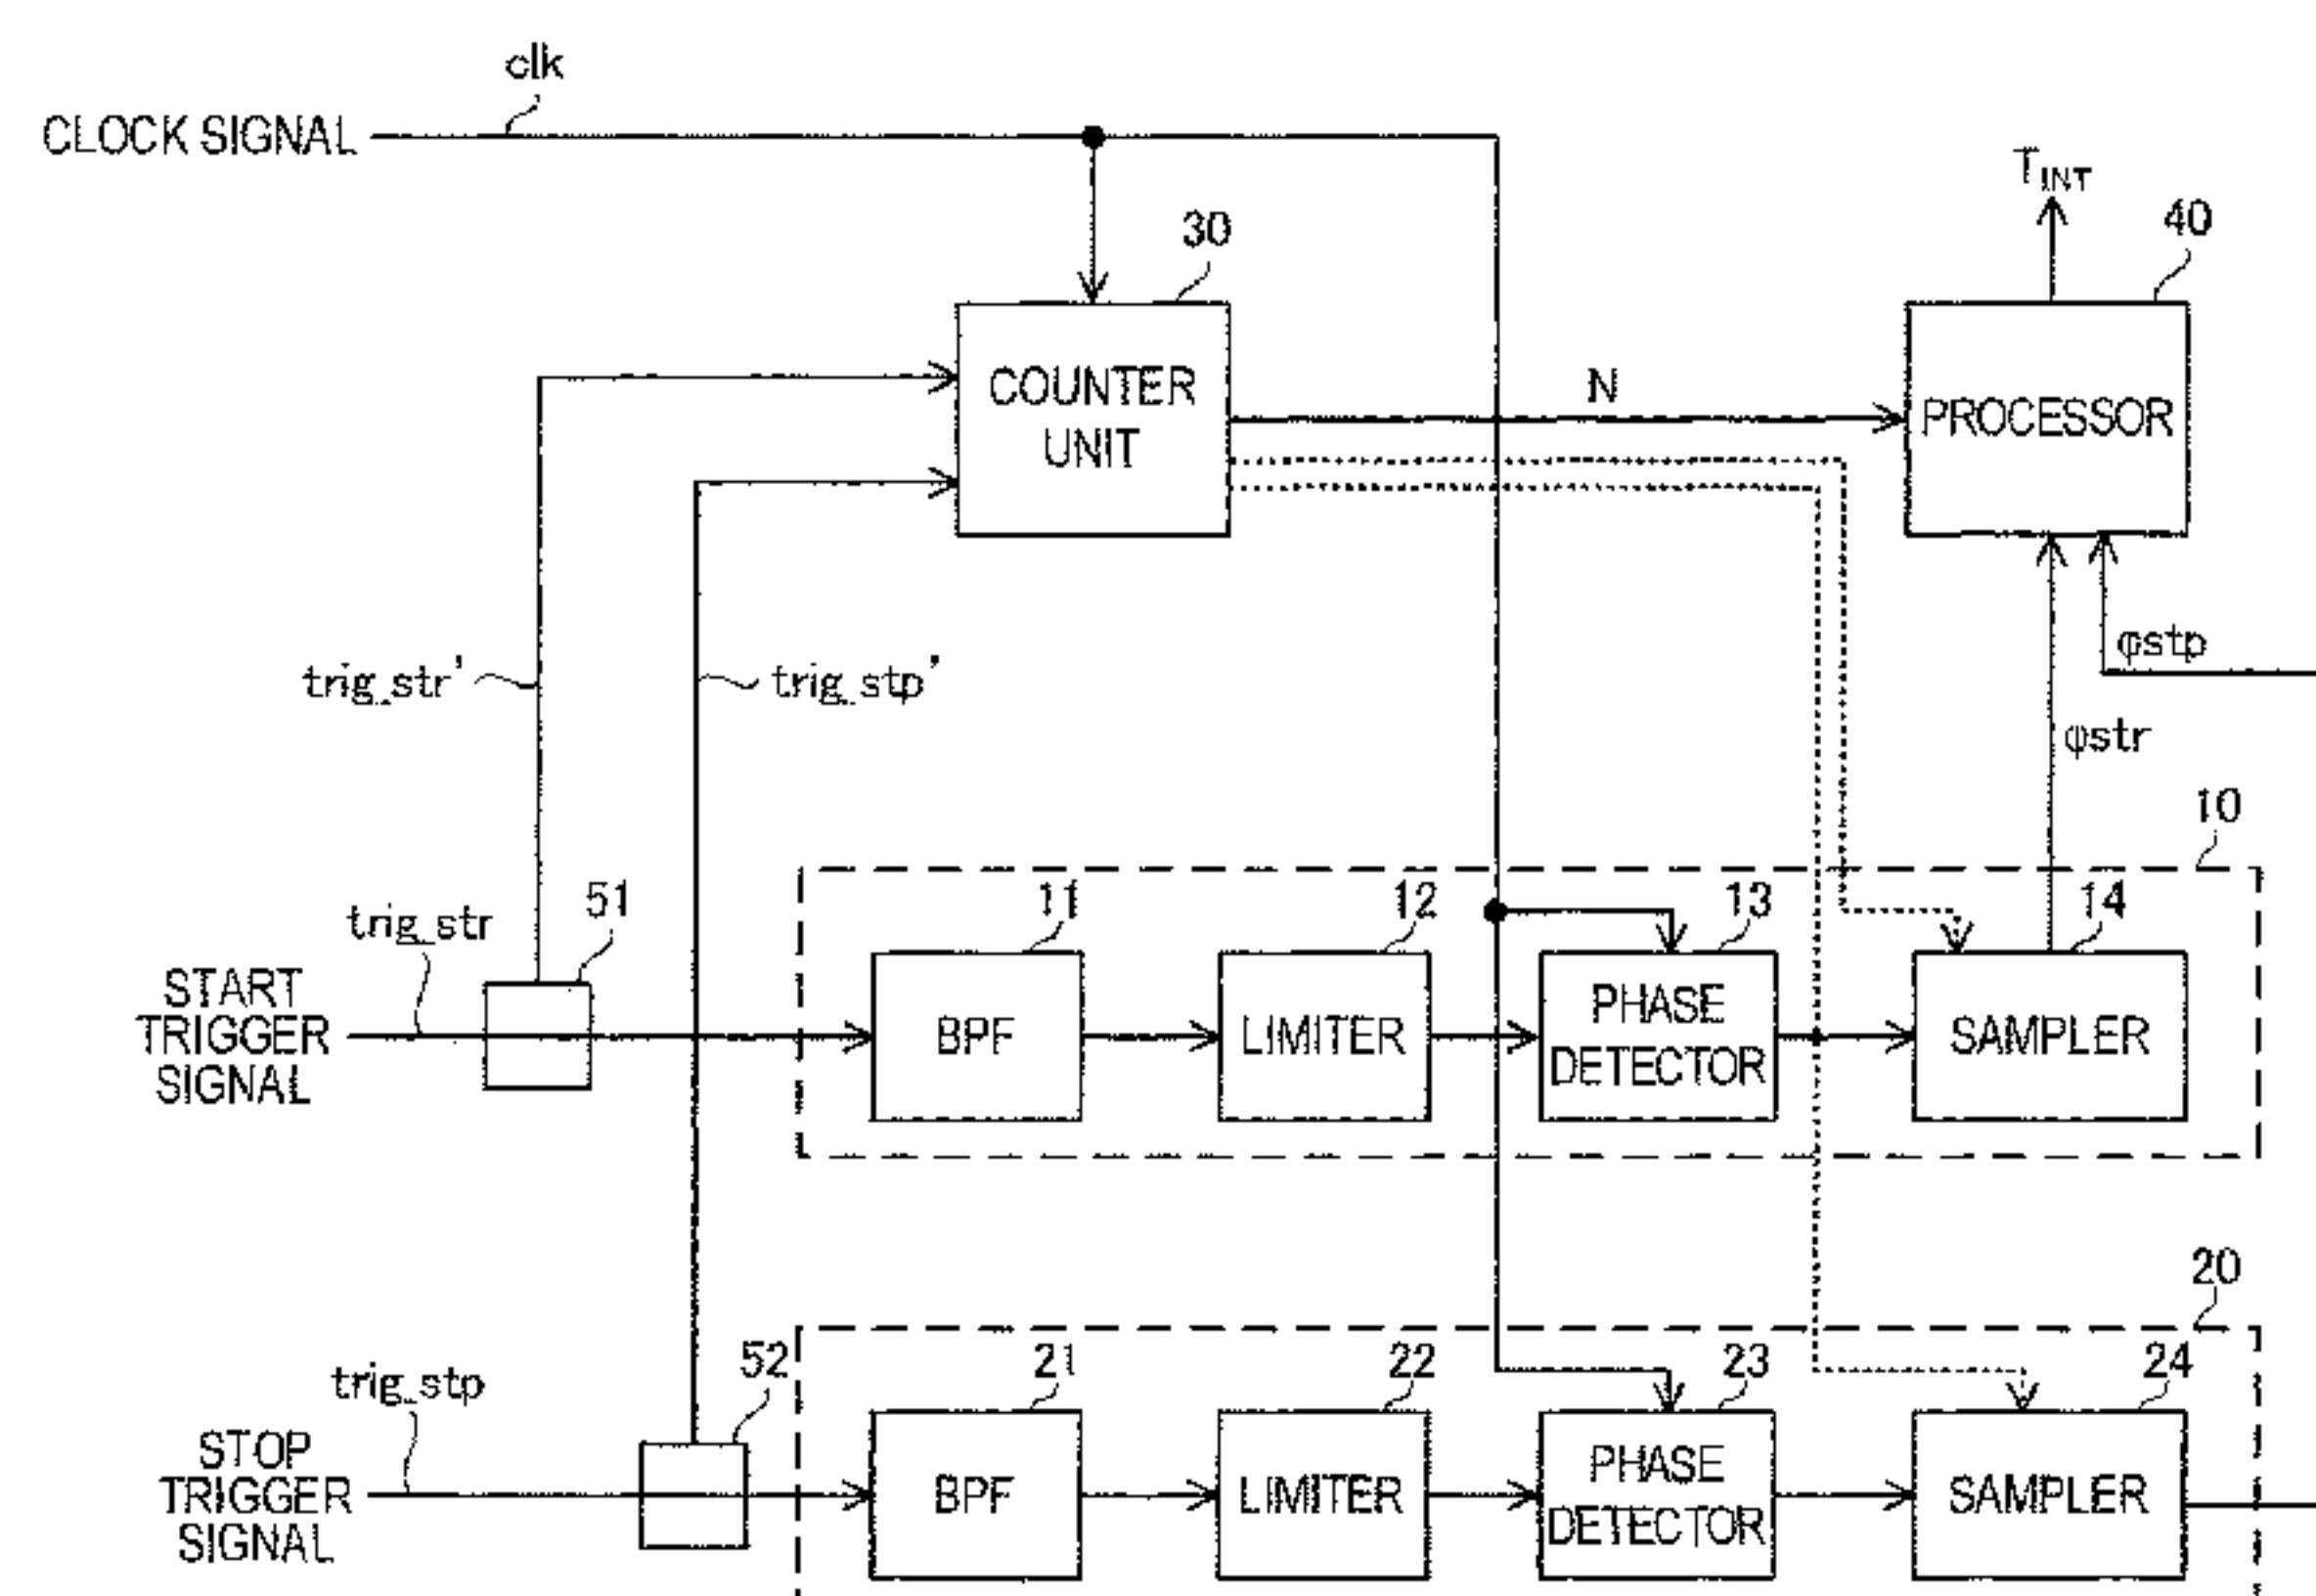 clk
CLOCK SIGNAL
T_INT
30
40
COUNTER
UNIT
N
PROCESSOR
trig_str'
trig_stp'
φstp
φstr
10
trig_str
51
11
12
13
14
START
TRIGGER
SIGNAL
BPF
LIMITER
PHASE
DETECTOR
SAMPLER
20
trig_stp
52
21
22
23
24
STOP
TRIGGER
SIGNAL
BPF
LIMITER
PHASE
DETECTOR
SAMPLER